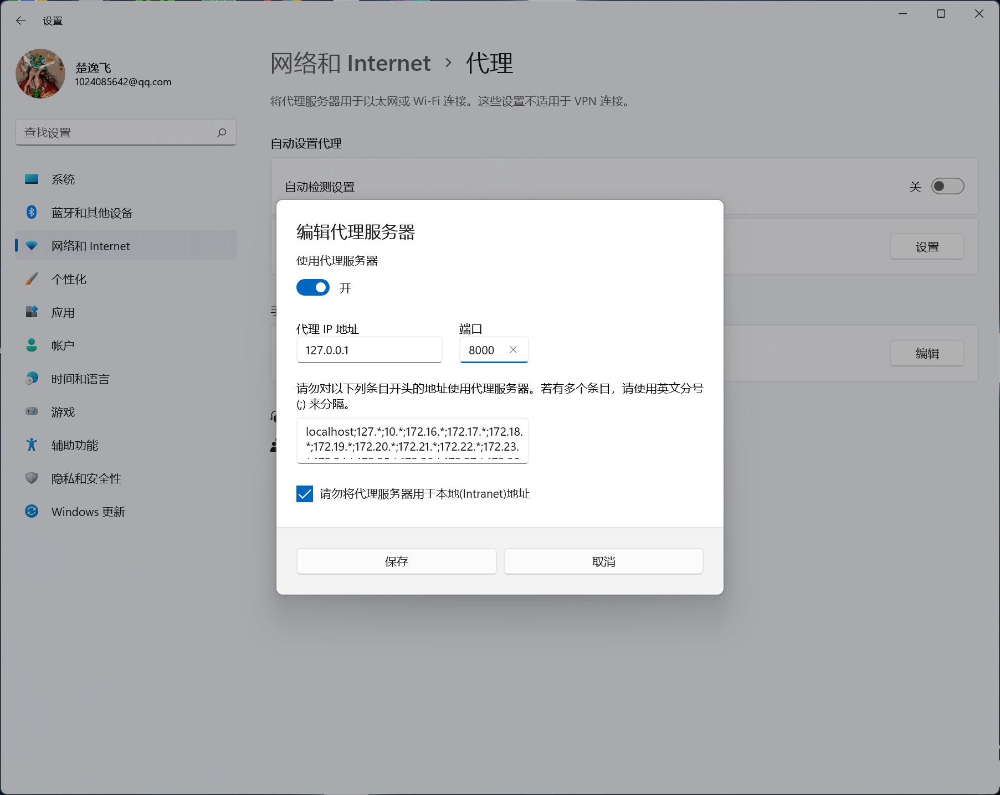 设置
楚逸飞
1024085642@qq.com
查找设置
系统
蓝牙和其他设备
网络和 Internet
个性化
应用
帐户
时间和语言
游戏
辅助功能
隐私和安全性
Windows 更新
网络和 Internet › 代理
将代理服务器用于以太网或 Wi-Fi 连接。这些设置不适用于 VPN 连接。
自动设置代理
自动检测设置
关
设置
编辑
编辑代理服务器
使用代理服务器
开
代理 IP 地址 端口
127.0.0.1 8000
请勿对以下列条目开头的地址使用代理服务器。若有多个条目，请使用英文分号
(;) 来分隔。
localhost;127.*;10.*;172.16.*;172.17.*;172.18.
*;172.19.*;172.20.*;172.21.*;172.22.*;172.23.
请勿将代理服务器用于本地(Intranet)地址
保存 取消